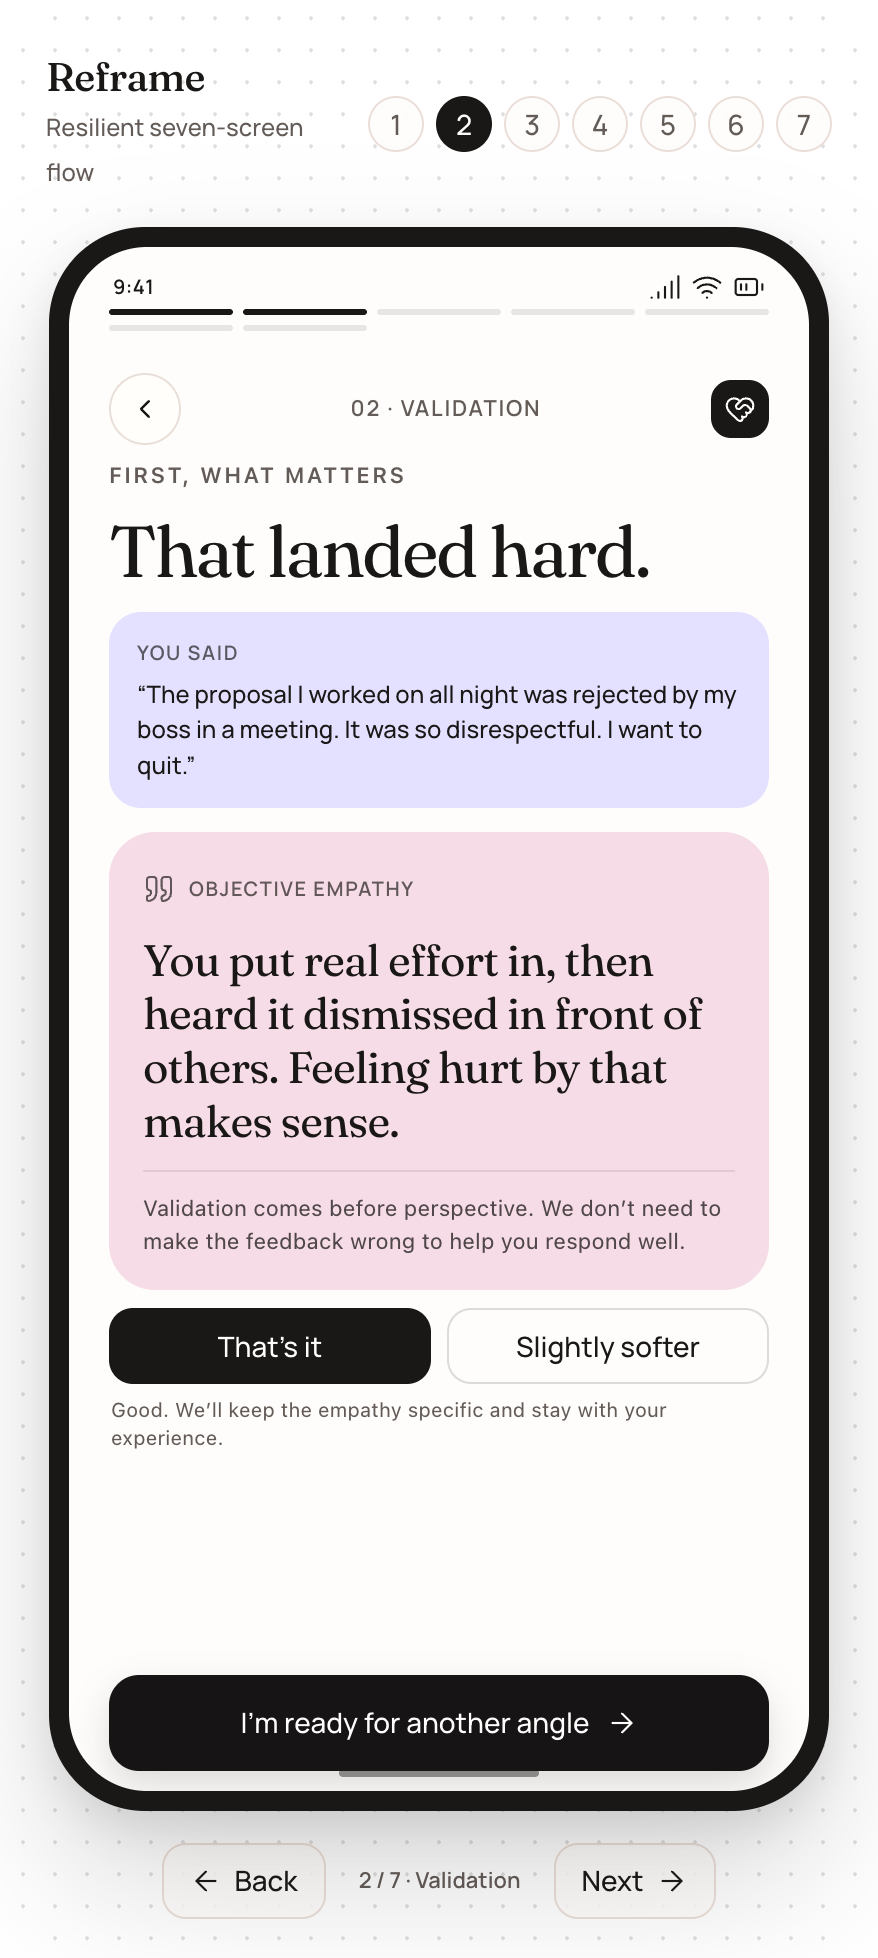 Reframe
Resilient seven-screen
flow
1 2 3 4 5 6 7
9:41
02 · VALIDATION
FIRST, WHAT MATTERS
That landed hard.
YOU SAID
“The proposal I worked on all night was rejected by my
boss in a meeting. It was so disrespectful. I want to
quit.”
OBJECTIVE EMPATHY
You put real effort in, then
heard it dismissed in front of
others. Feeling hurt by that
makes sense.
Validation comes before perspective. We don’t need to
make the feedback wrong to help you respond well.
That’s it
Slightly softer
Good. We’ll keep the empathy specific and stay with your
experience.
I’m ready for another angle →
← Back
2 / 7 · Validation
Next →